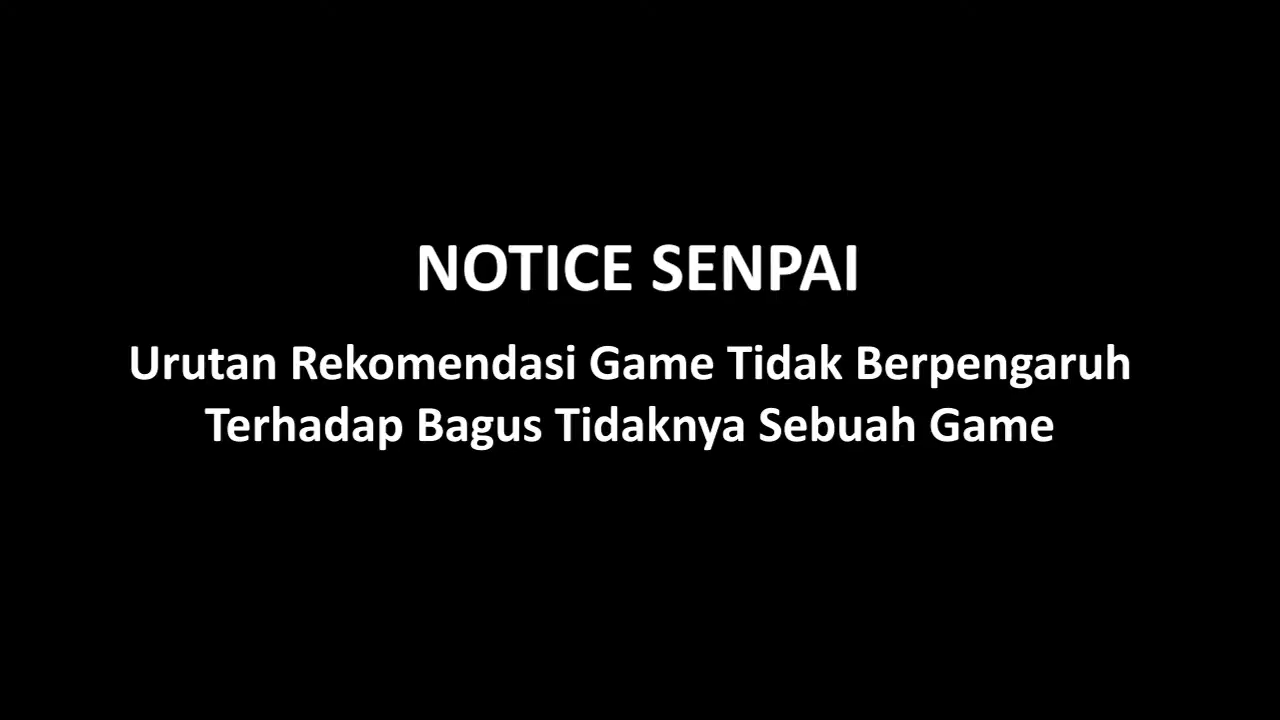 NOTICE SENPAI
Urutan Rekomendasi Game Tidak Berpengaruh
Terhadap Bagus Tidaknya Sebuah Game